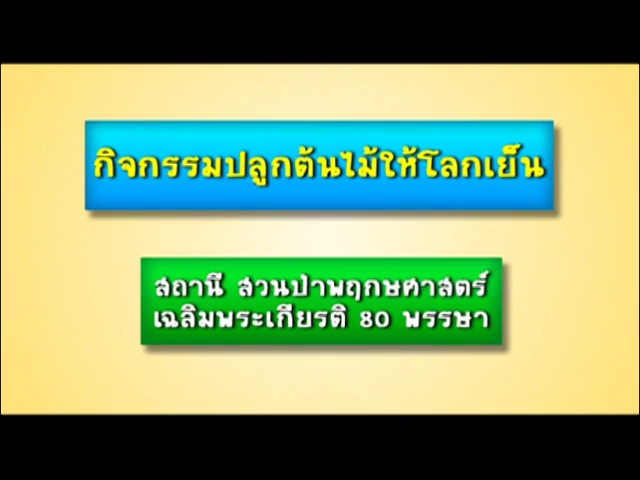 กิจกรรมปลูกต้นไม้ให้โลกเย็น
สถานี สวนป่าพฤกษศาสตร์
เฉลิมพระเกียรติ 80 พรรษา